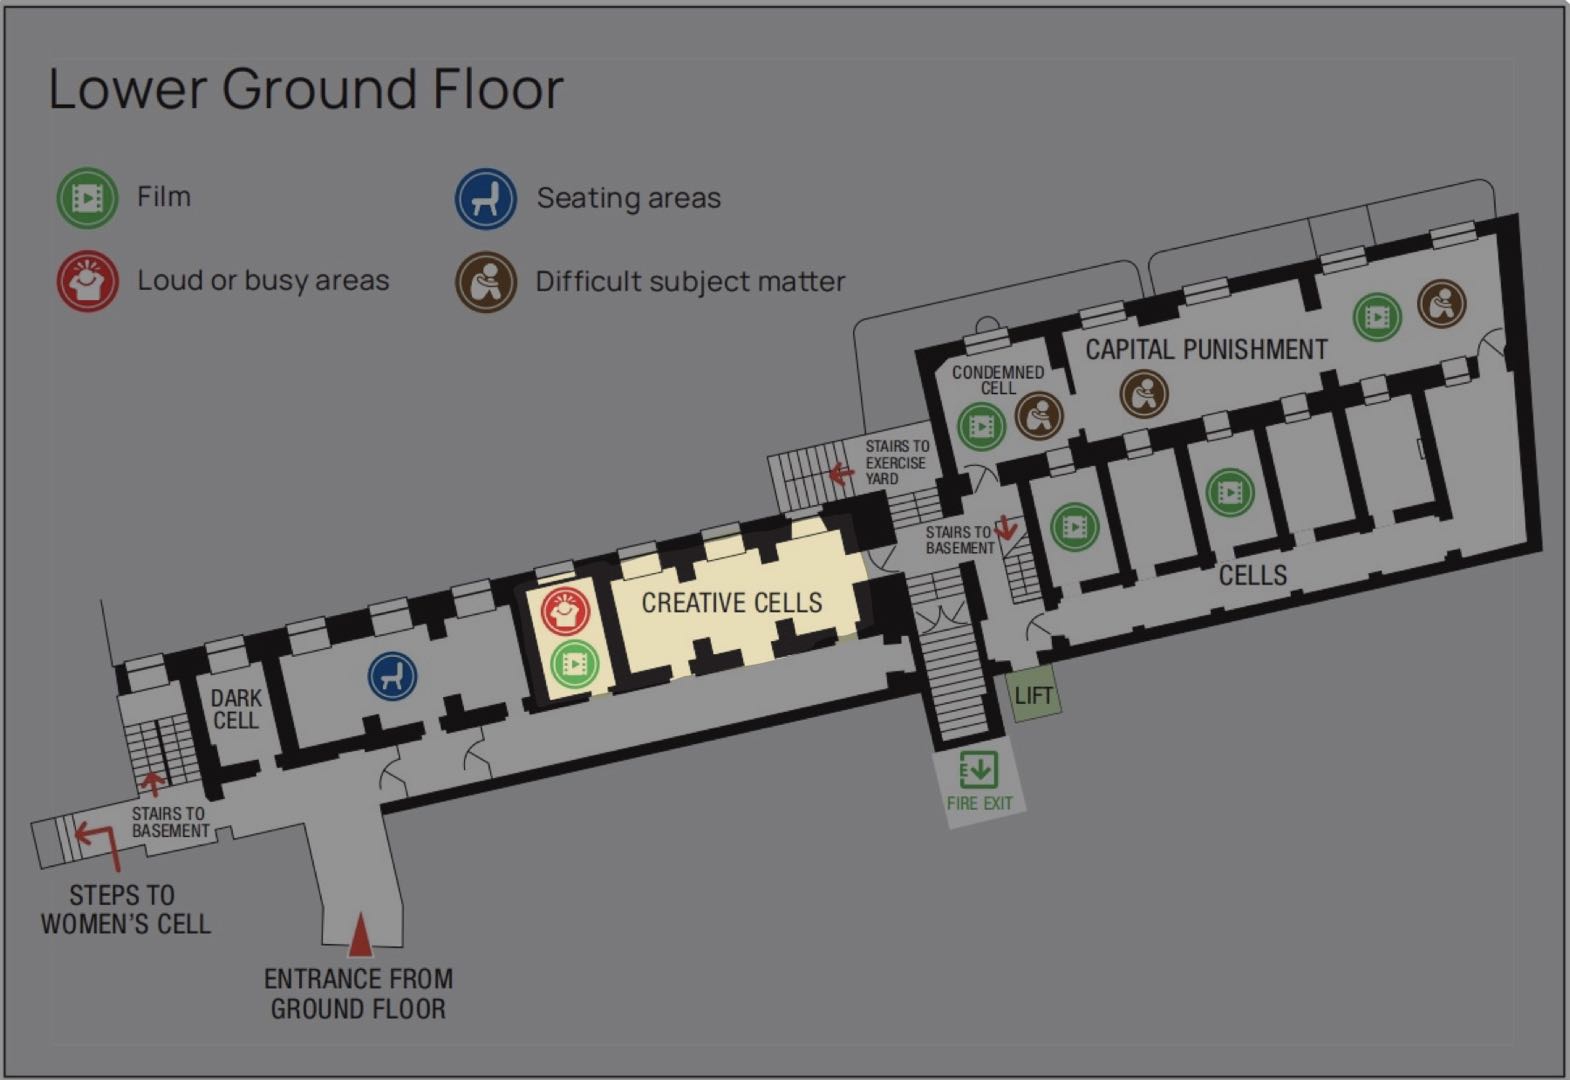 Lower Ground Floor
Film
Seating areas
Loud or busy areas
Difficult subject matter
CAPITAL PUNISHMENT
CONDEMNED
CELL
STAIRS TO
EXERCISE
YARD
STAIRS TO
BASEMENT
CELLS
CREATIVE CELLS
DARK
CELL
LIFT
E
FIRE EXIT
STAIRS TO
BASEMENT
STEPS TO
WOMEN'S CELL
ENTRANCE FROM
GROUND FLOOR